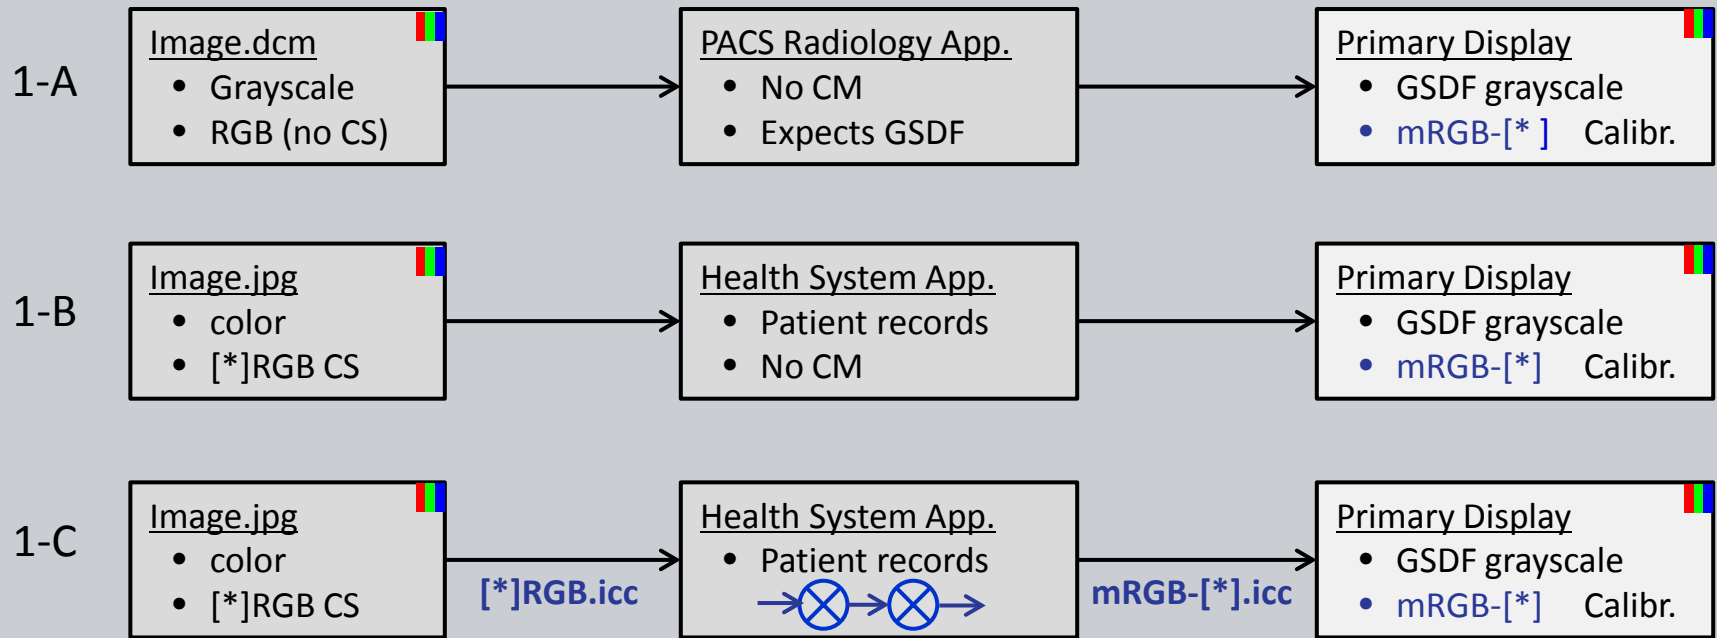 1-A
Image.dcm
• Grayscale
• RGB (no CS)
PACS Radiology App.
• No CM
• Expects GSDF
Primary Display
• GSDF grayscale
• mRGB-[* ] Calibr.
1-B
Image.jpg
• color
• [*]RGB CS
Health System App.
• Patient records
• No CM
Primary Display
• GSDF grayscale
• mRGB-[*] Calibr.
1-C
Image.jpg
• color
• [*]RGB CS
[*]RGB.icc
Health System App.
• Patient records
mRGB-[*].icc
Primary Display
• GSDF grayscale
• mRGB-[*] Calibr.